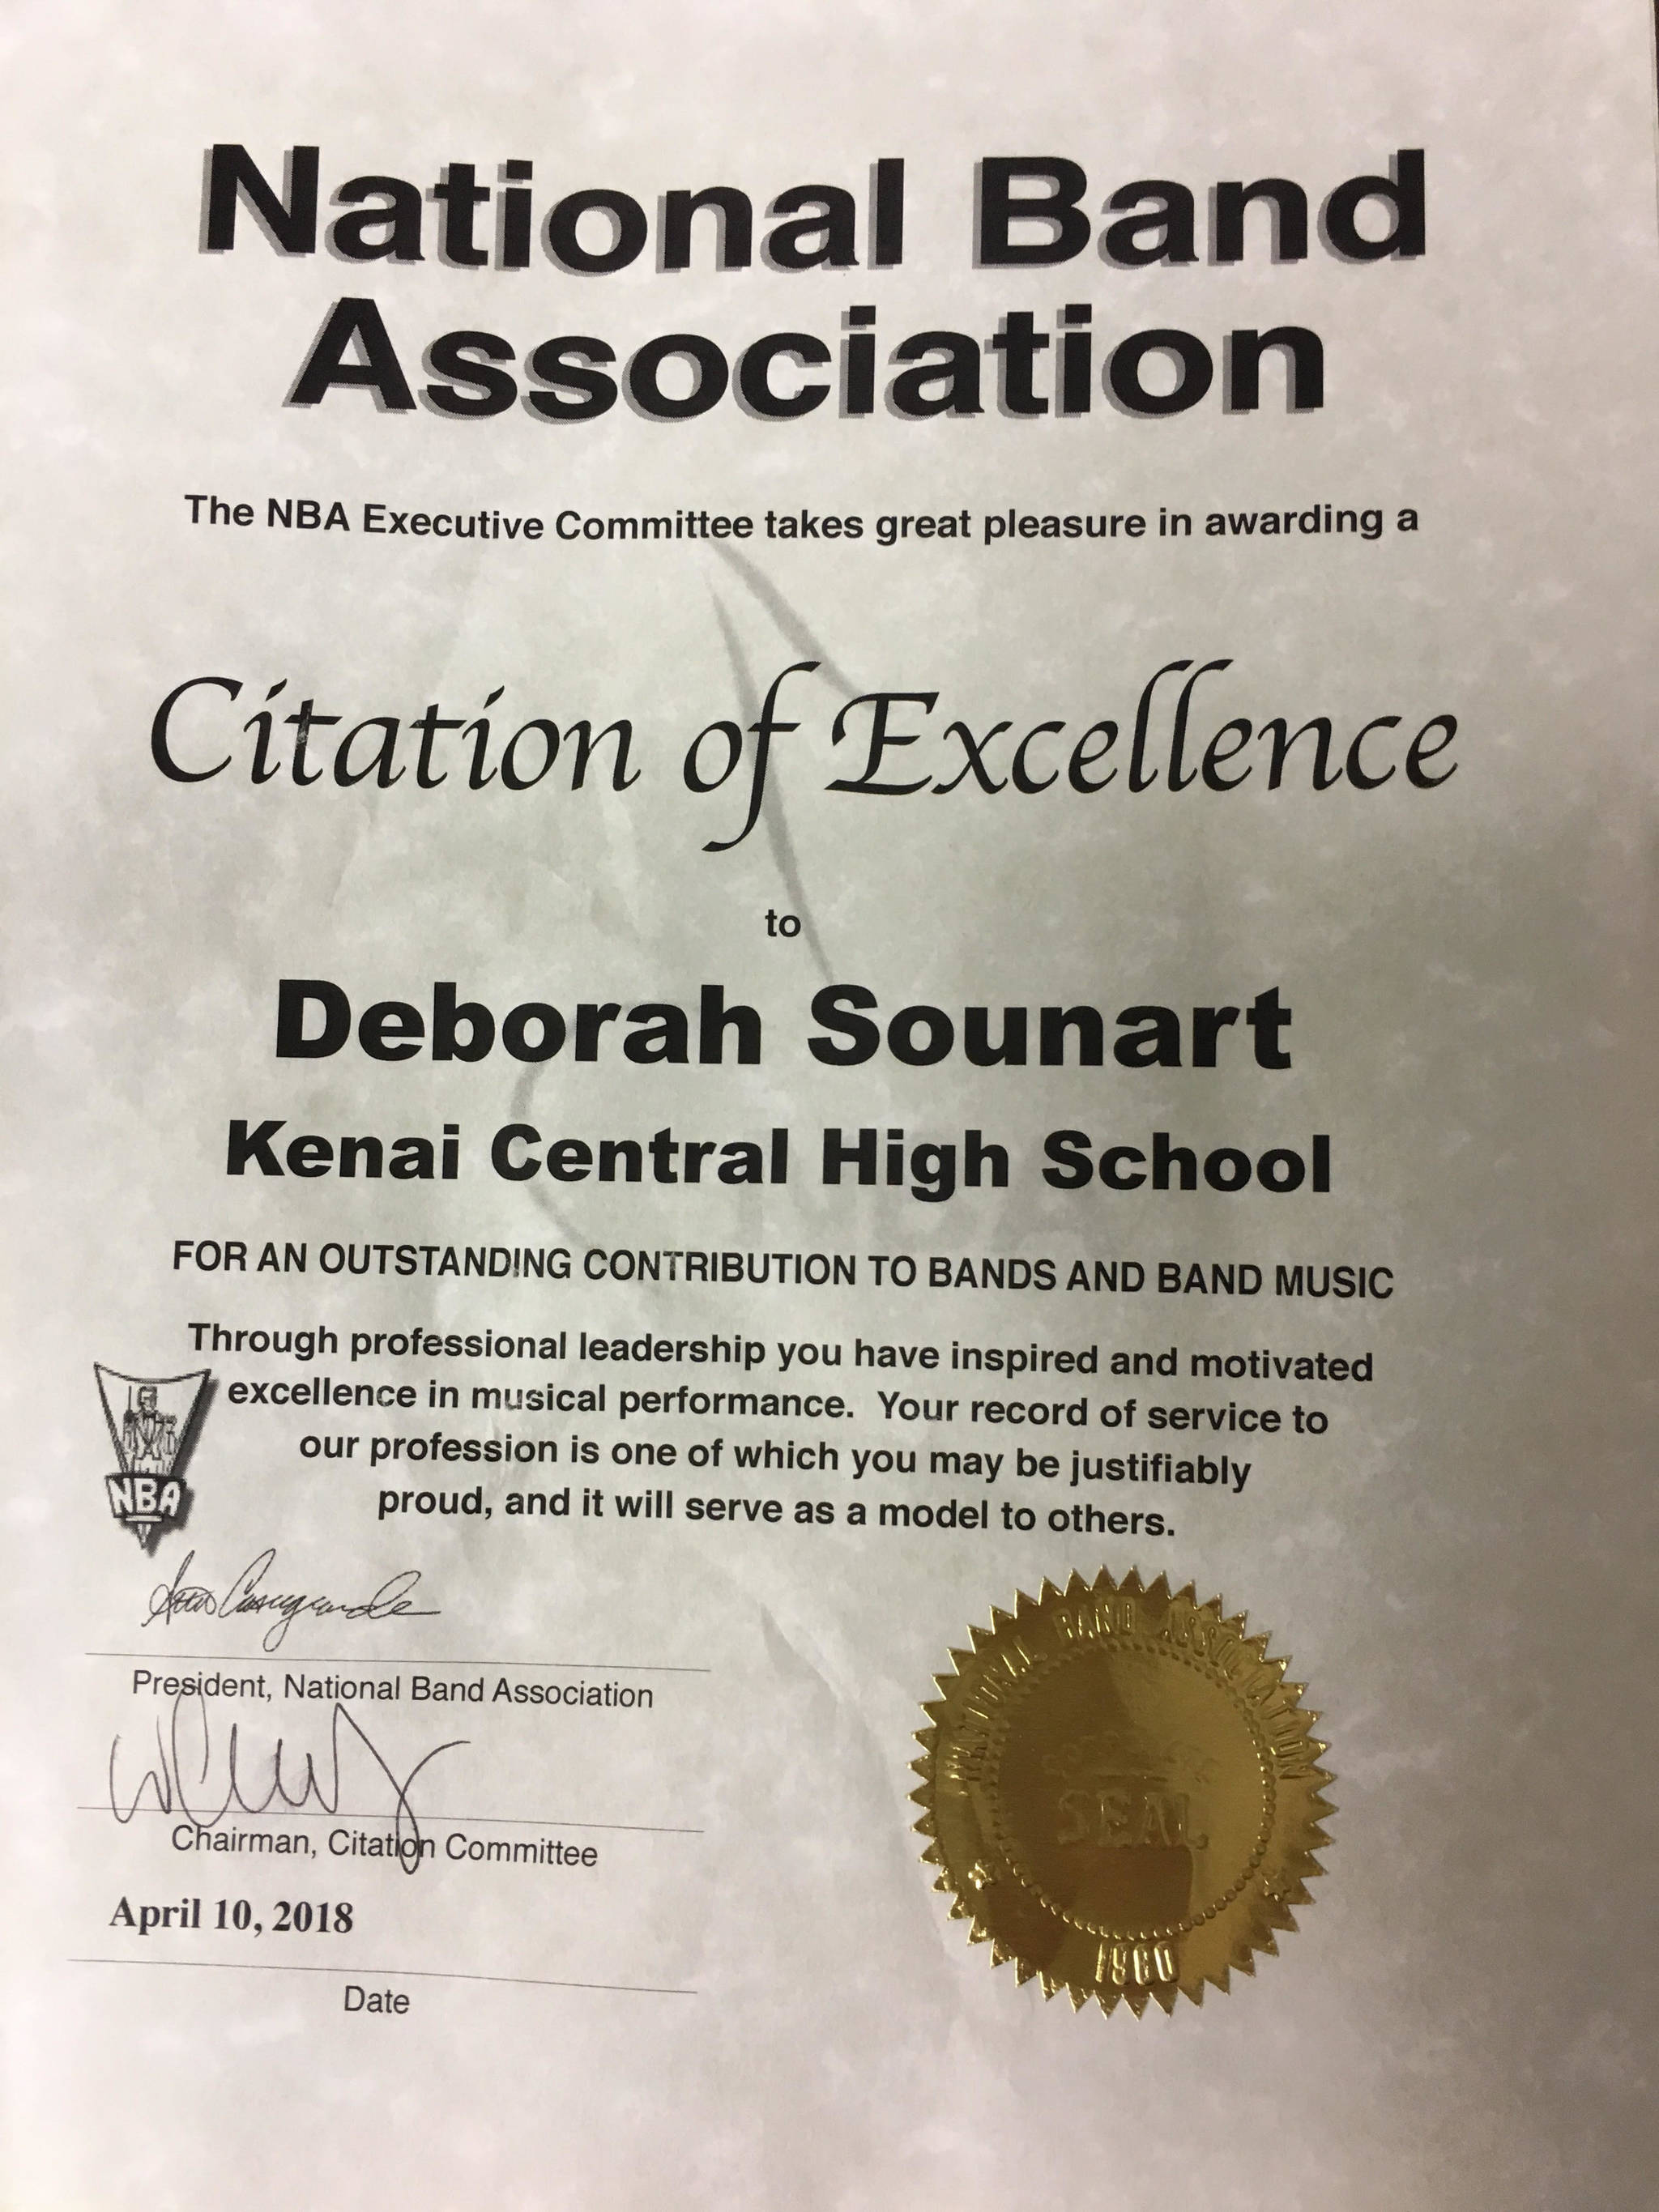 National Band
Association
The NBA Executive Committee takes great pleasure in awarding a
Citation of Excellence
to
Deborah Sounart
Kenai Central High School
FOR AN OUTSTANDING CONTRIBUTION TO BANDS AND BAND MUSIC
Through professional leadership you have inspired and motivated
excellence in musical performance. Your record of service to
our profession is one of which you may be justifiably
proud, and it will serve as a model to others.
NBA
President, National Band Association
Chairman, Citation Committee
April 10, 2018
Date
NATIONAL BAND ASSOCIATION
SEAL
1960